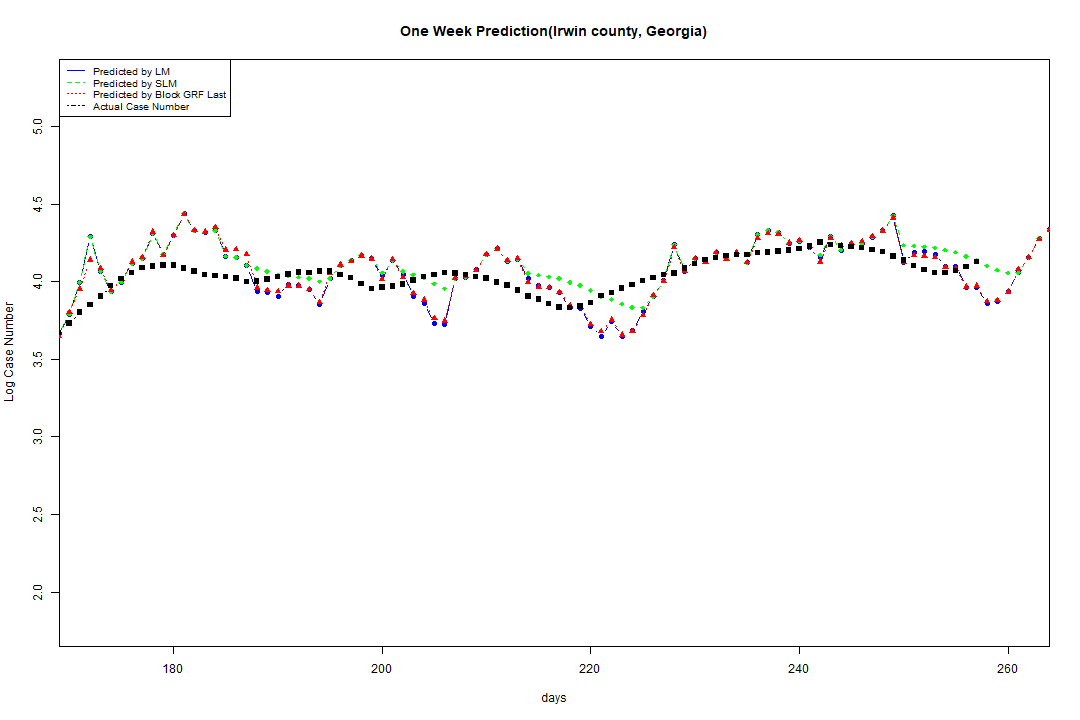 One Week Prediction(Irwin county, Georgia)
Predicted by LM
Predicted by SLM
Predicted by Block GRF Last
Actual Case Number
5.0
4.5
4.0
3.5
3.0
2.5
2.0
Log Case Number
180 200 220 240 260
days